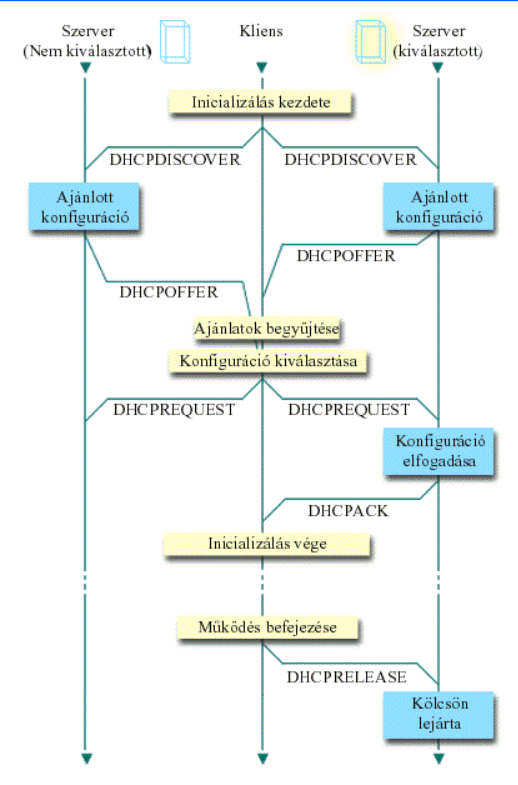 Szerver
(Nem kiválasztott)
Kliens
Szerver
(kiválasztott)
Inicializálás kezdete
DHCPDISCOVER
DHCPDISCOVER
Ajánlott
konfiguráció
Ajánlott
konfiguráció
DHCPOFFER
DHCPOFFER
Ajánlatok begyüjtése
Konfiguráció kiválasztása
DHCPREQUEST
DHCPREQUEST
Konfiguráció
elfogadása
DHCPACK
Inicializálás vége
Működés befejezése
DHCPRELEASE
Kölcsön
lejárta